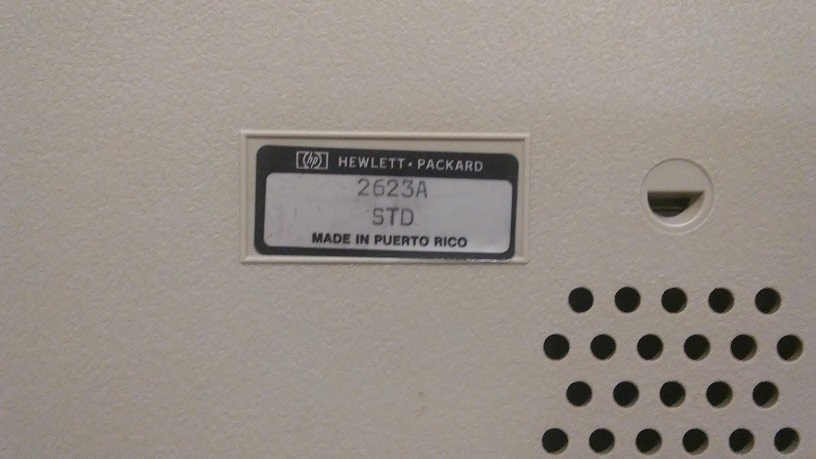 hp HEWLETT•PACKARD
2623A
STD
MADE IN PUERTO RICO